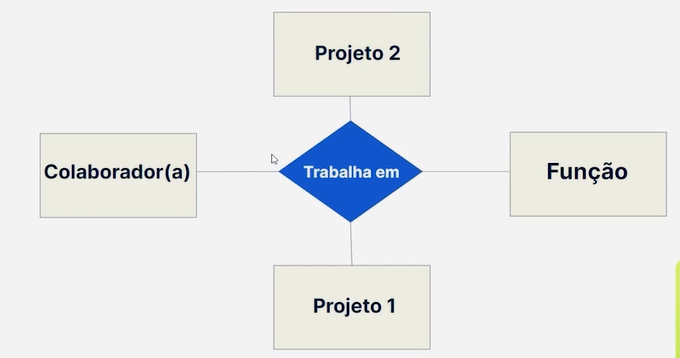 Projeto 2
Colaborador(a)
Trabalha em
Função
Projeto 1